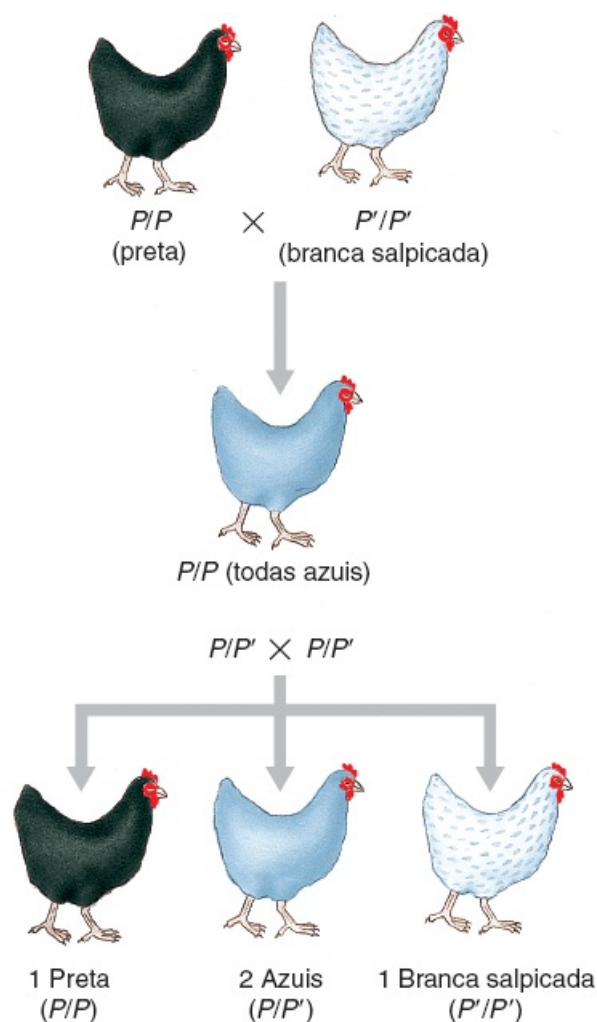 P/P × P′/P′
(preta) (branca salpicada)
P/P (todas azuis)
P/P′ × P/P′
1 Preta 2 Azuis 1 Branca salpicada
(P/P) (P/P′) (P′/P′)